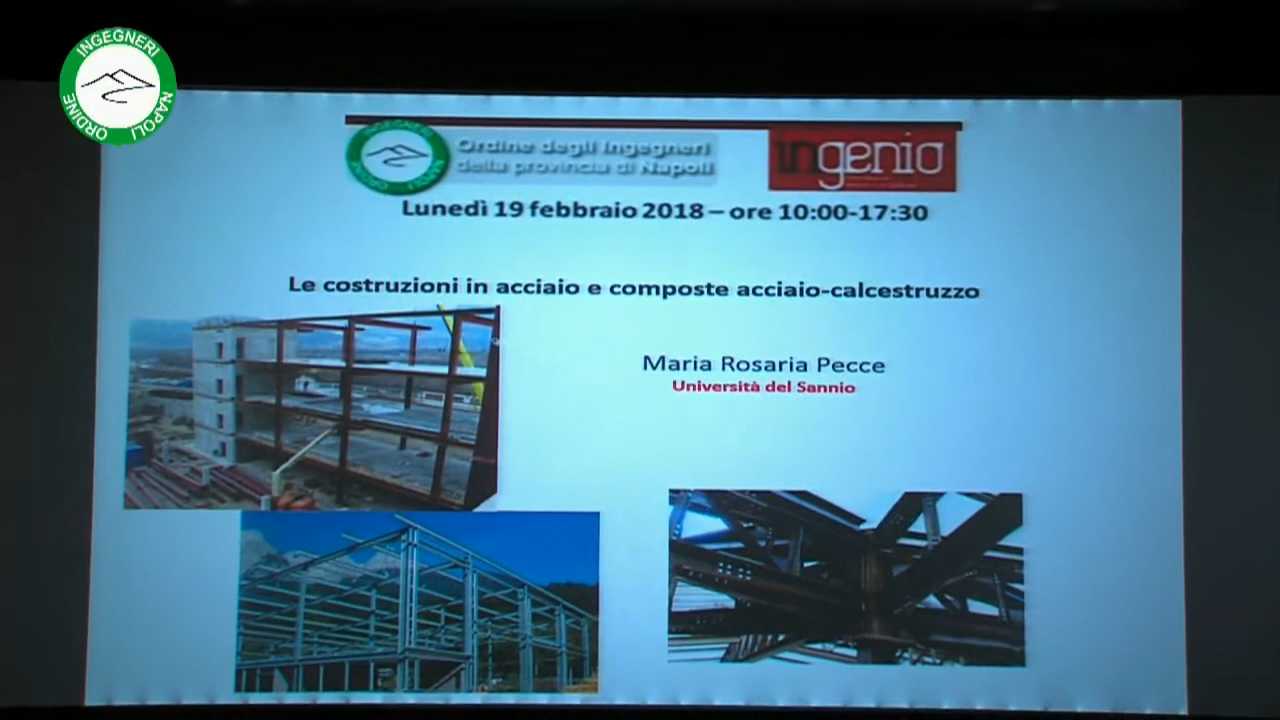 INGEGNERI
NAPOLI
ORDINE
Ordine degli Ingegneri
della provincia di Napoli
ingenio
Lunedì 19 febbraio 2018 – ore 10:00-17:30
Le costruzioni in acciaio e composte acciaio-calcestruzzo
Maria Rosaria Pecce
Università del Sannio